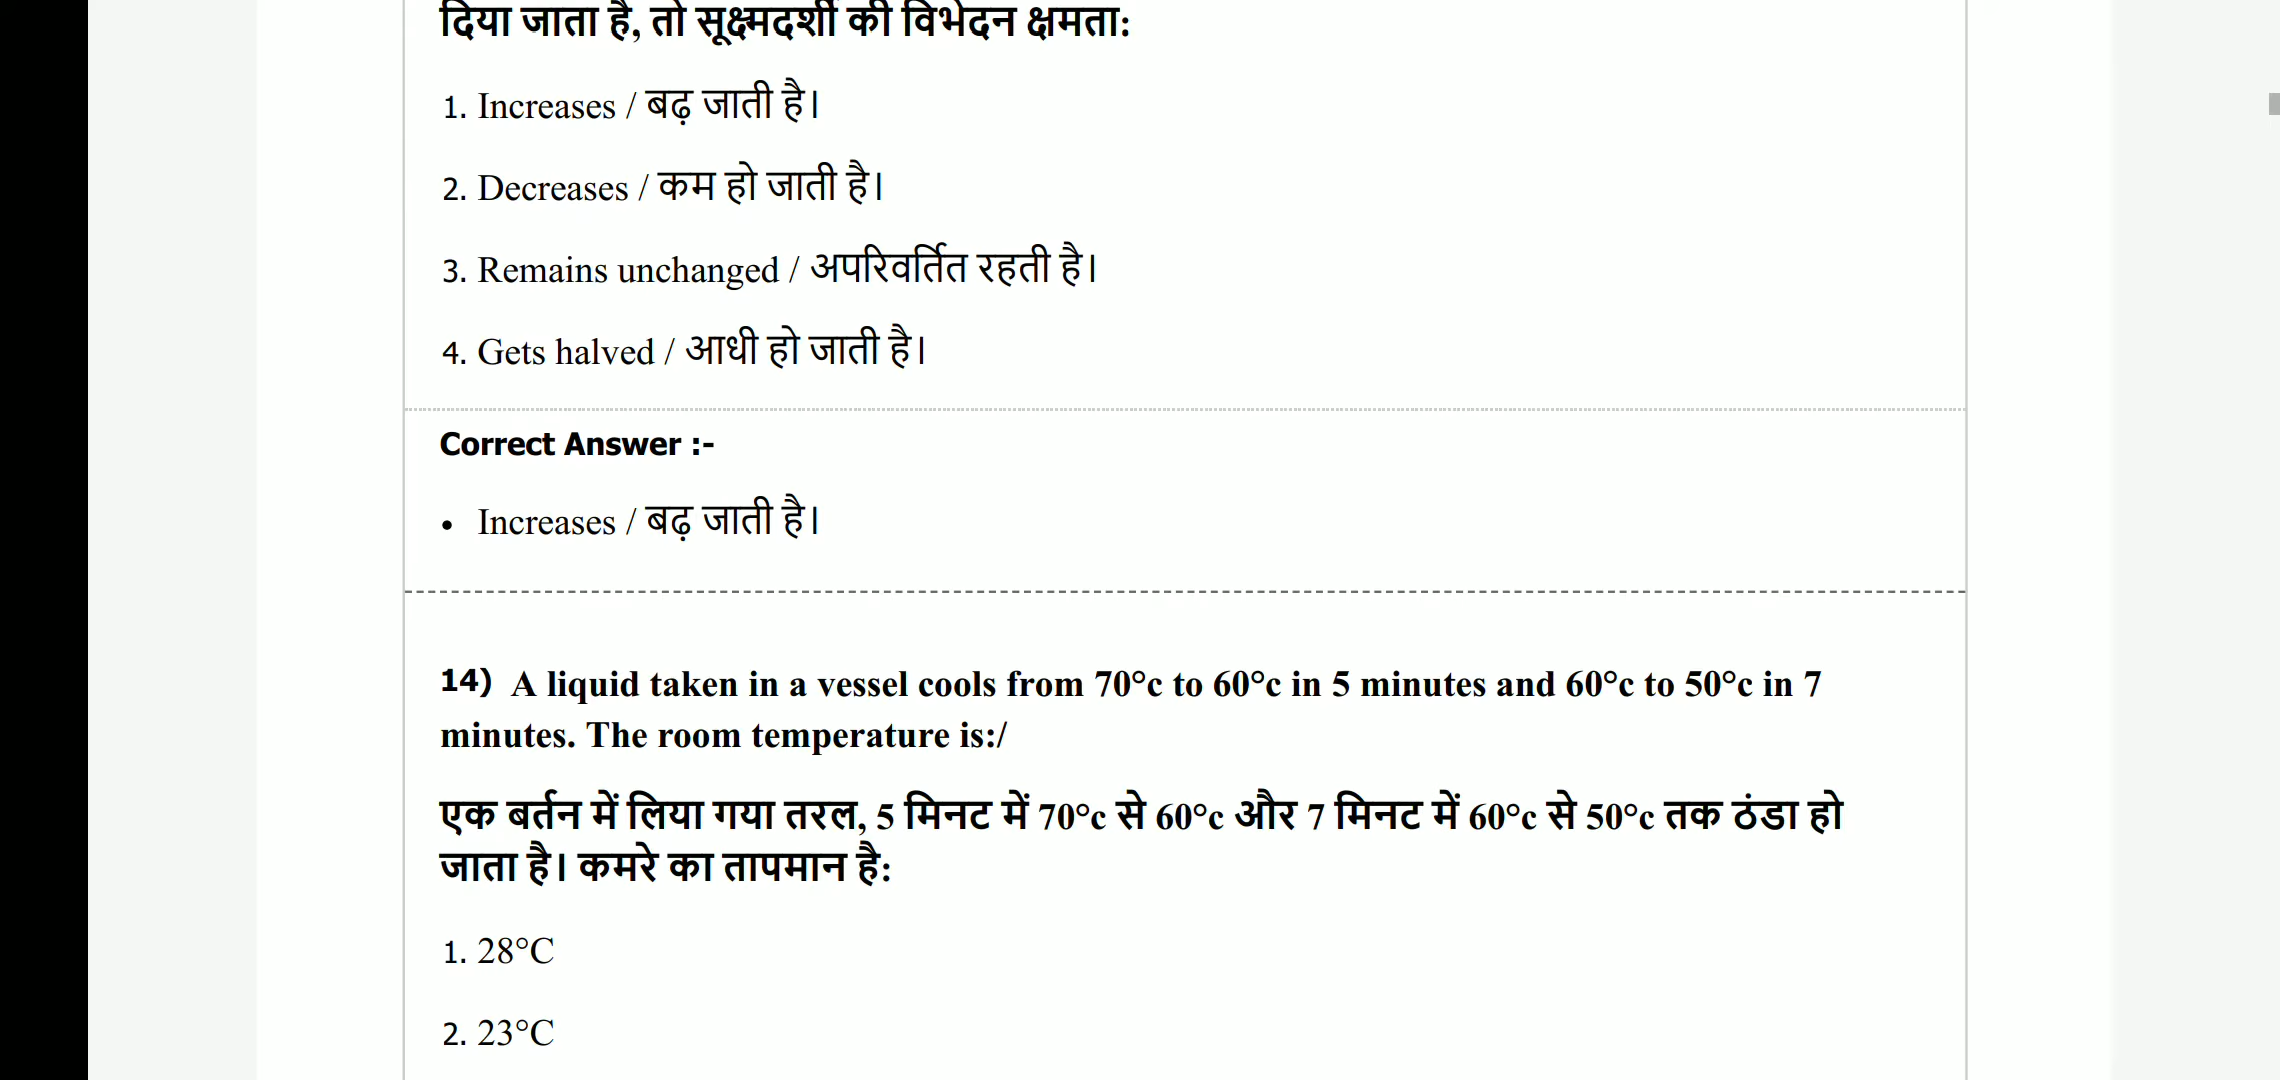 दिया जाता है, तो सूक्ष्मदर्शी की विभेदन क्षमता:
1. Increases / बढ़ जाती है।
2. Decreases / कम हो जाती है।
3. Remains unchanged / अपरिवर्तित रहती है।
4. Gets halved / आधी हो जाती है।
Correct Answer :-
• Increases / बढ़ जाती है।
14) A liquid taken in a vessel cools from 70°c to 60°c in 5 minutes and 60°c to 50°c in 7
minutes. The room temperature is:/
एक बर्तन में लिया गया तरल, 5 मिनट में 70°c से 60°c और 7 मिनट में 60°c से 50°c तक ठंडा हो
जाता है। कमरे का तापमान है:
1. 28°C
2. 23°C